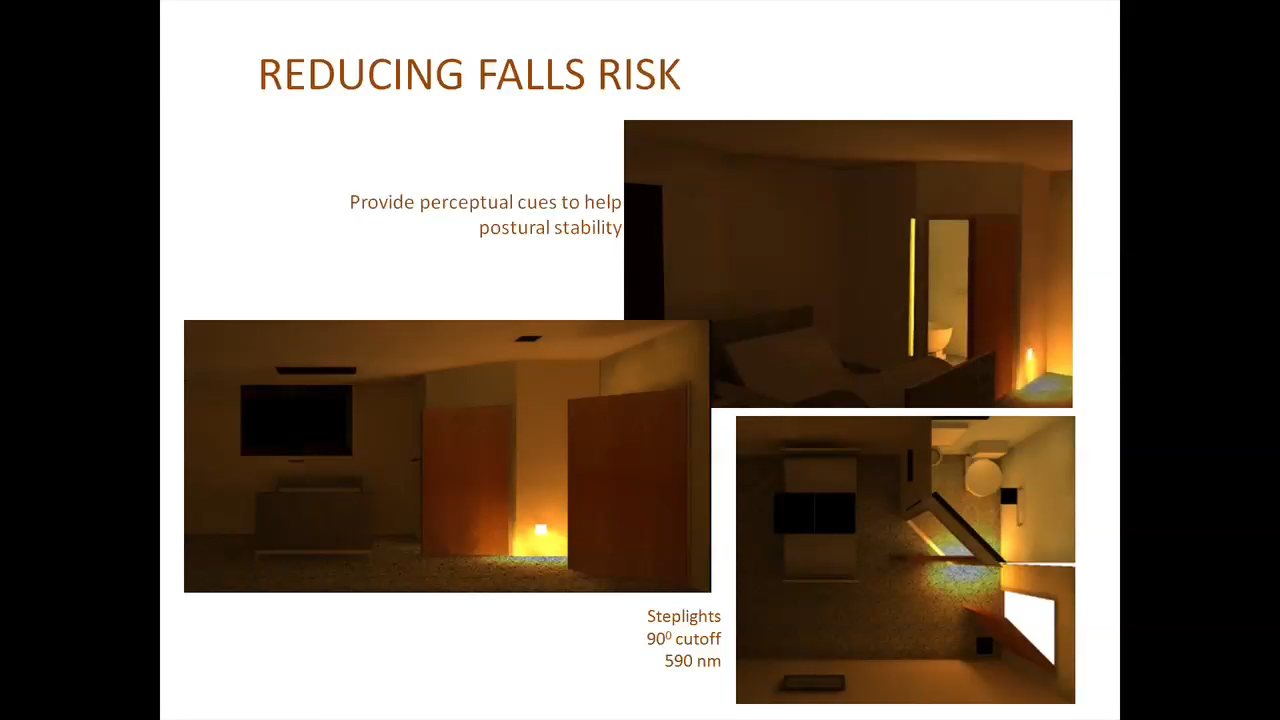 REDUCING FALLS RISK
Provide perceptual cues to help
postural stability
Steplights
90⁰ cutoff
590 nm